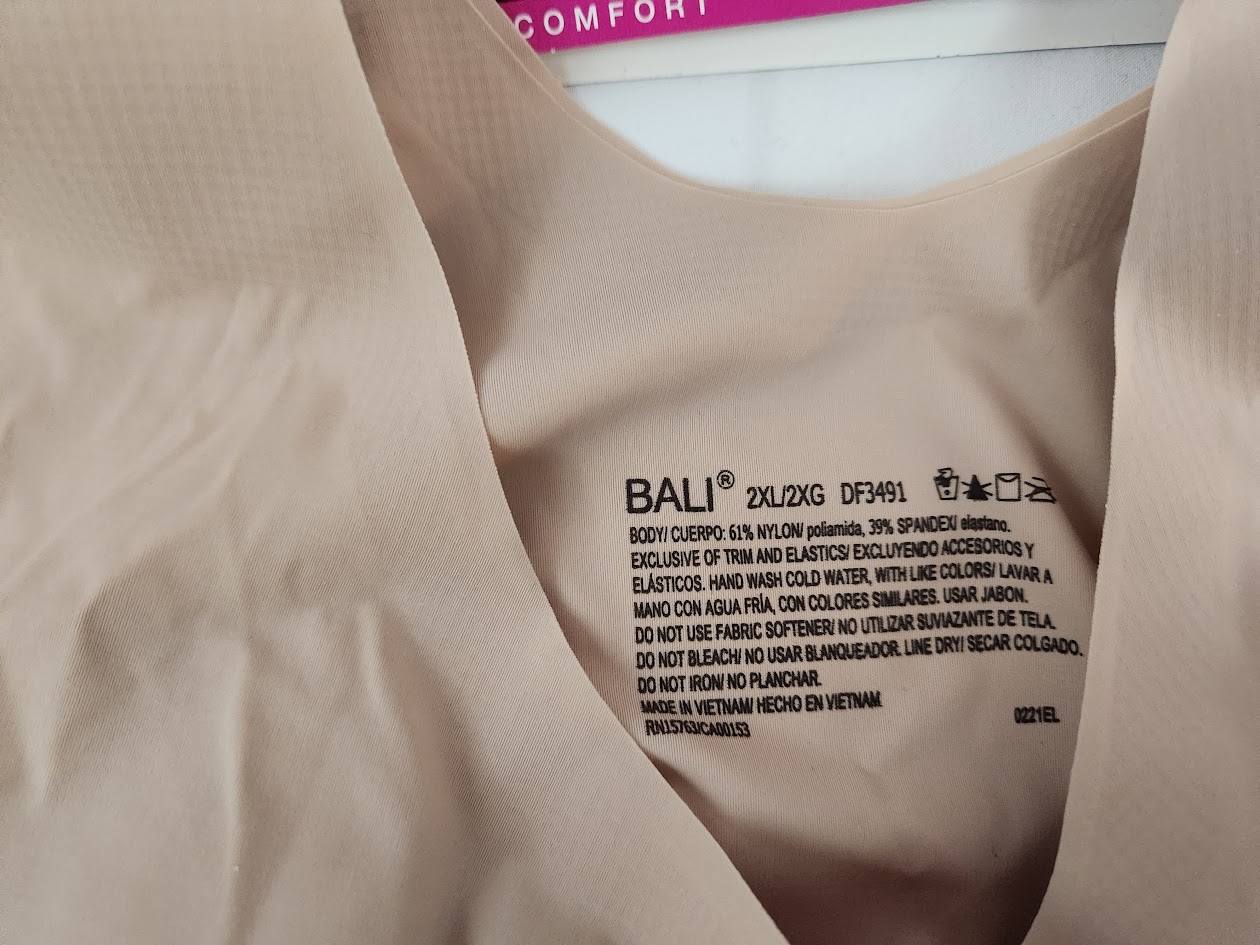 COMFORT
BALI® 2XL/2XG DF3491
BODY/ CUERPO: 61% NYLON/ poliamida, 39% SPANDEX/ elastano.
EXCLUSIVE OF TRIM AND ELASTICS/ EXCLUYENDO ACCESORIOS Y
ELÁSTICOS. HAND WASH COLD WATER, WITH LIKE COLORS/ LAVAR A
MANO CON AGUA FRÍA, CON COLORES SIMILARES. USAR JABON.
DO NOT USE FABRIC SOFTENER/ NO UTILIZAR SUVIAZANTE DE TELA.
DO NOT BLEACH/ NO USAR BLANQUEADOR. LINE DRY/ SECAR COLGADO.
DO NOT IRON/ NO PLANCHAR.
MADE IN VIETNAM/ HECHO EN VIETNAM
RN15763/CA00153 0221EL